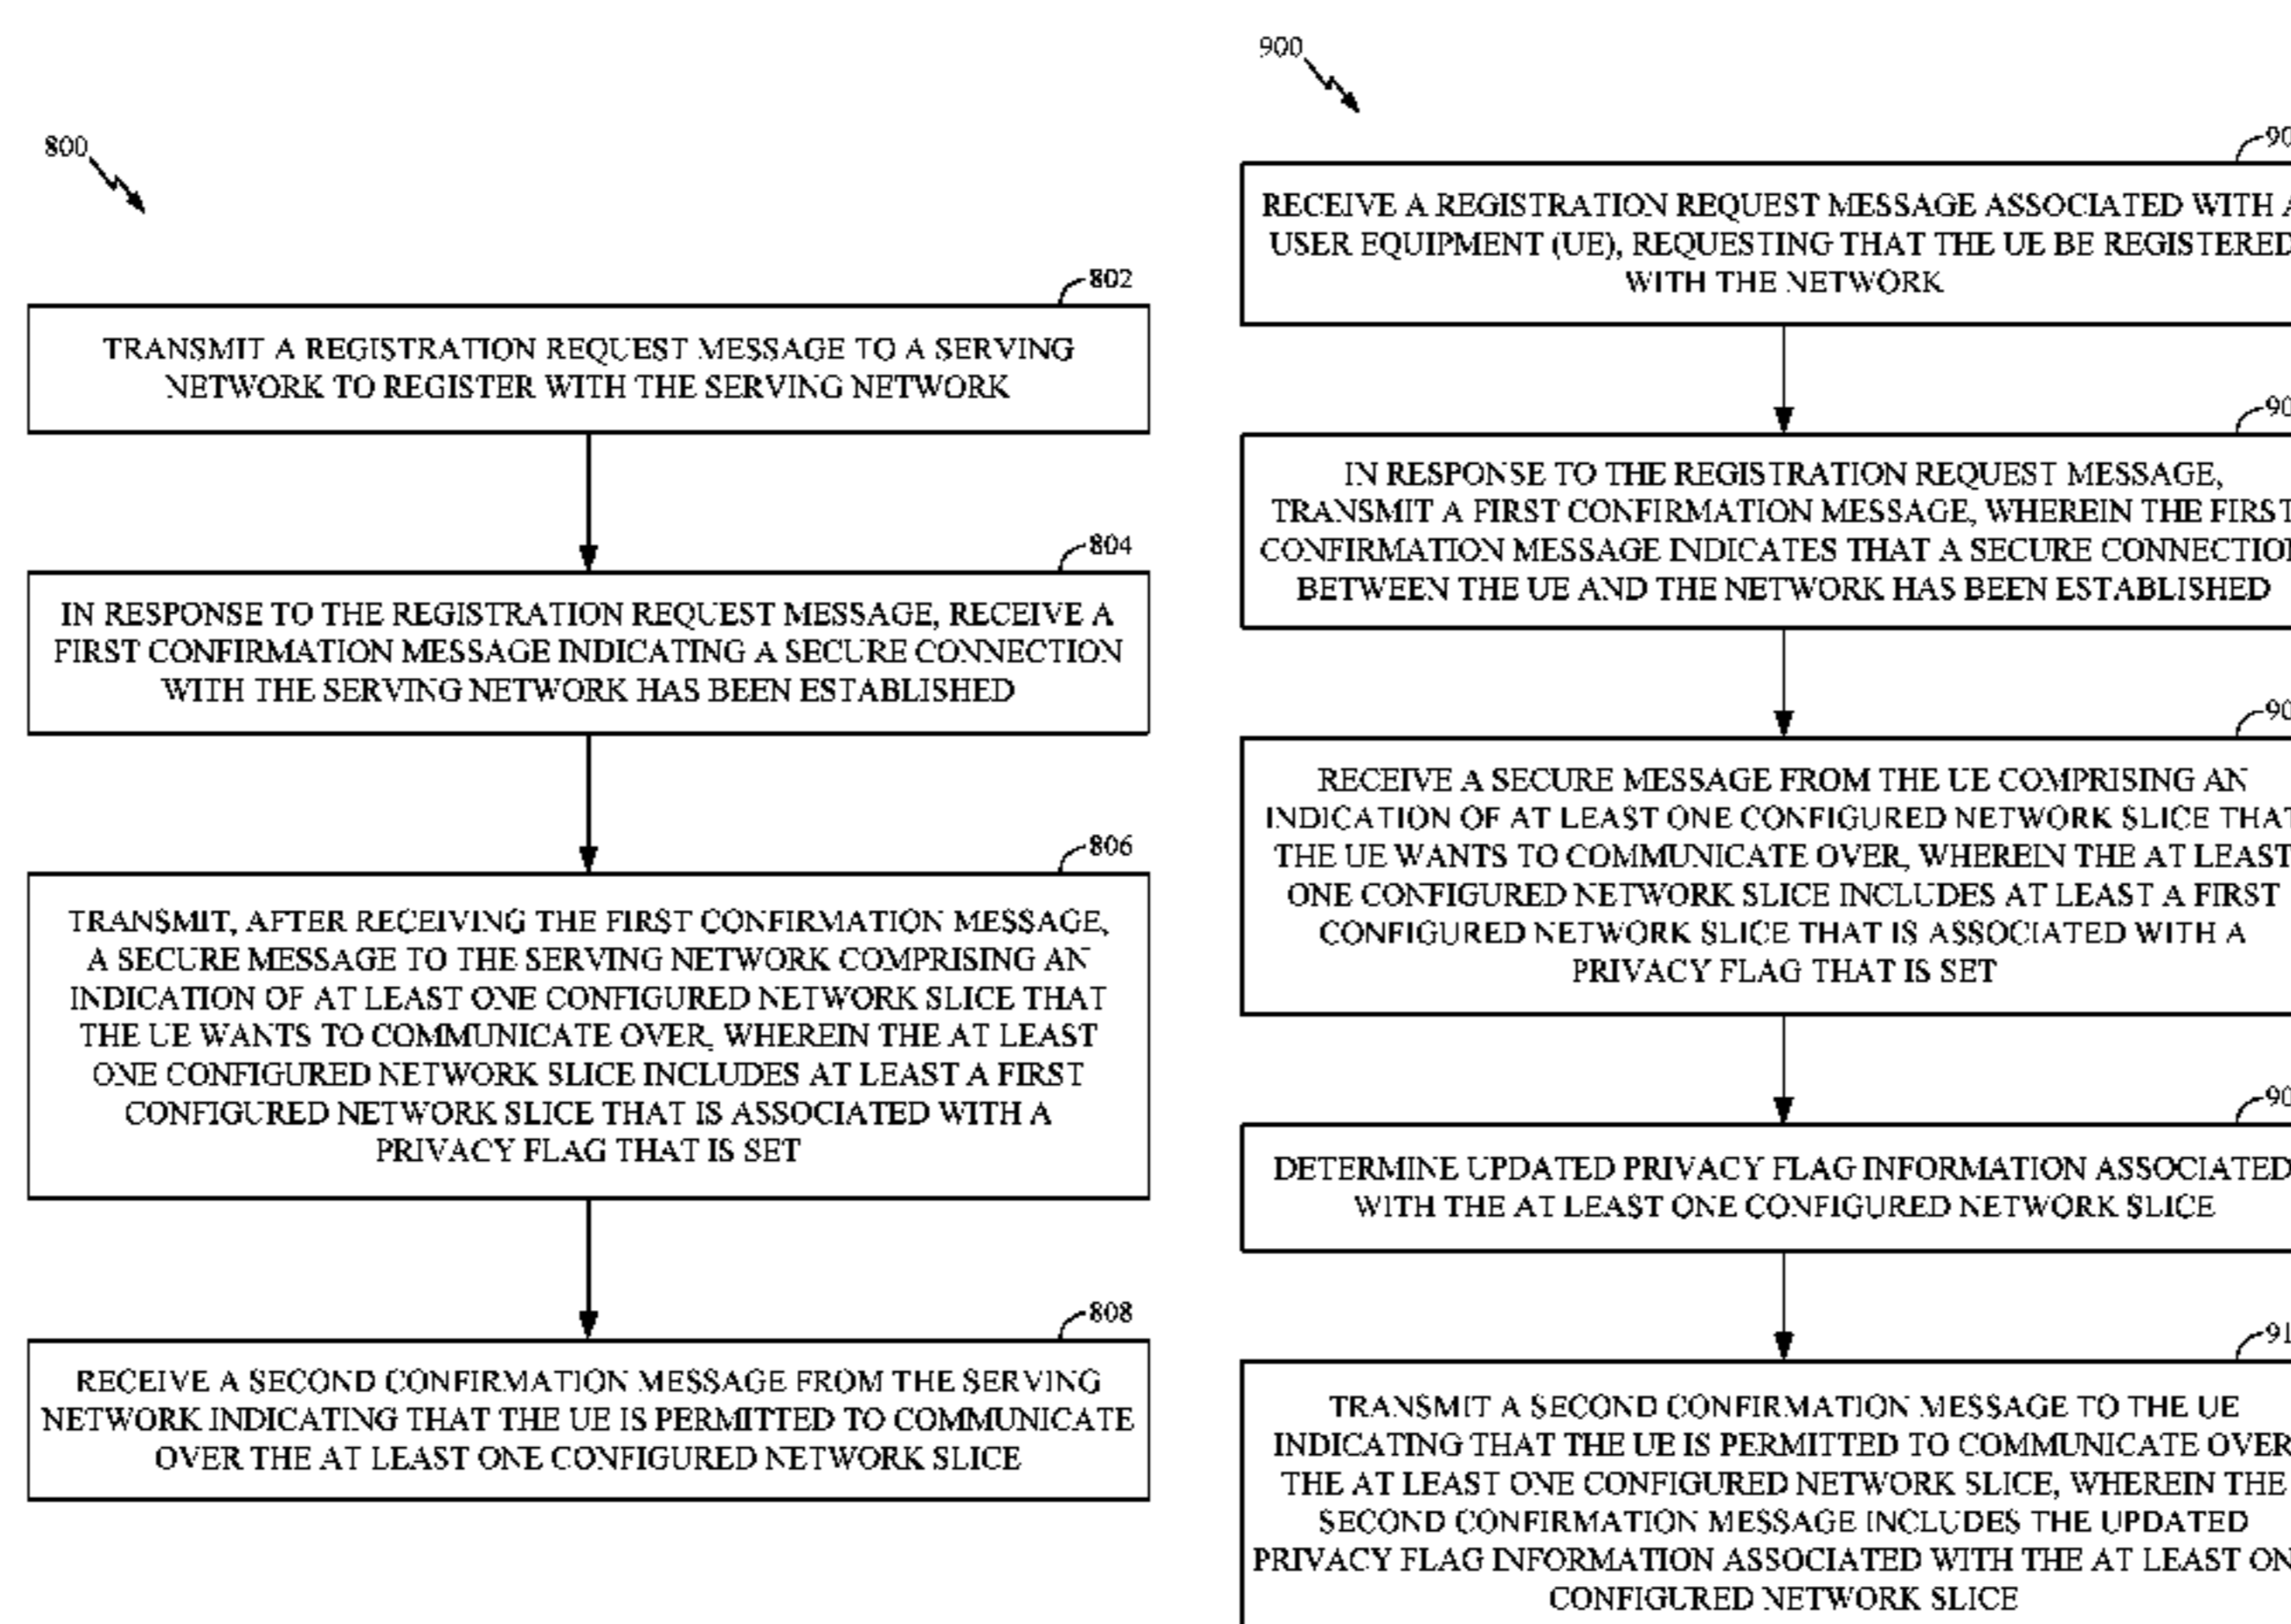 800
802
TRANSMIT A REGISTRATION REQUEST MESSAGE TO A SERVING
NETWORK TO REGISTER WITH THE SERVING NETWORK
804
IN RESPONSE TO THE REGISTRATION REQUEST MESSAGE, RECEIVE A
FIRST CONFIRMATION MESSAGE INDICATING A SECURE CONNECTION
WITH THE SERVING NETWORK HAS BEEN ESTABLISHED
806
TRANSMIT, AFTER RECEIVING THE FIRST CONFIRMATION MESSAGE,
A SECURE MESSAGE TO THE SERVING NETWORK COMPRISING AN
INDICATION OF AT LEAST ONE CONFIGURED NETWORK SLICE THAT
THE UE WANTS TO COMMUNICATE OVER, WHEREIN THE AT LEAST
ONE CONFIGURED NETWORK SLICE INCLUDES AT LEAST A FIRST
CONFIGURED NETWORK SLICE THAT IS ASSOCIATED WITH A
PRIVACY FLAG THAT IS SET
808
RECEIVE A SECOND CONFIRMATION MESSAGE FROM THE SERVING
NETWORK INDICATING THAT THE UE IS PERMITTED TO COMMUNICATE
OVER THE AT LEAST ONE CONFIGURED NETWORK SLICE
900
RECEIVE A REGISTRATION REQUEST MESSAGE ASSOCIATED WITH A
USER EQUIPMENT (UE), REQUESTING THAT THE UE BE REGISTERED
WITH THE NETWORK
IN RESPONSE TO THE REGISTRATION REQUEST MESSAGE,
TRANSMIT A FIRST CONFIRMATION MESSAGE, WHEREIN THE FIRST
CONFIRMATION MESSAGE INDICATES THAT A SECURE CONNECTION
BETWEEN THE UE AND THE NETWORK HAS BEEN ESTABLISHED
RECEIVE A SECURE MESSAGE FROM THE UE COMPRISING AN
INDICATION OF AT LEAST ONE CONFIGURED NETWORK SLICE THAT
THE UE WANTS TO COMMUNICATE OVER, WHEREIN THE AT LEAST
ONE CONFIGURED NETWORK SLICE INCLUDES AT LEAST A FIRST
CONFIGURED NETWORK SLICE THAT IS ASSOCIATED WITH A
PRIVACY FLAG THAT IS SET
DETERMINE UPDATED PRIVACY FLAG INFORMATION ASSOCIATED
WITH THE AT LEAST ONE CONFIGURED NETWORK SLICE
TRANSMIT A SECOND CONFIRMATION MESSAGE TO THE UE
INDICATING THAT THE UE IS PERMITTED TO COMMUNICATE OVER
THE AT LEAST ONE CONFIGURED NETWORK SLICE, WHEREIN THE
SECOND CONFIRMATION MESSAGE INCLUDES THE UPDATED
PRIVACY FLAG INFORMATION ASSOCIATED WITH THE AT LEAST
CONFIGURED NETWORK SLICE